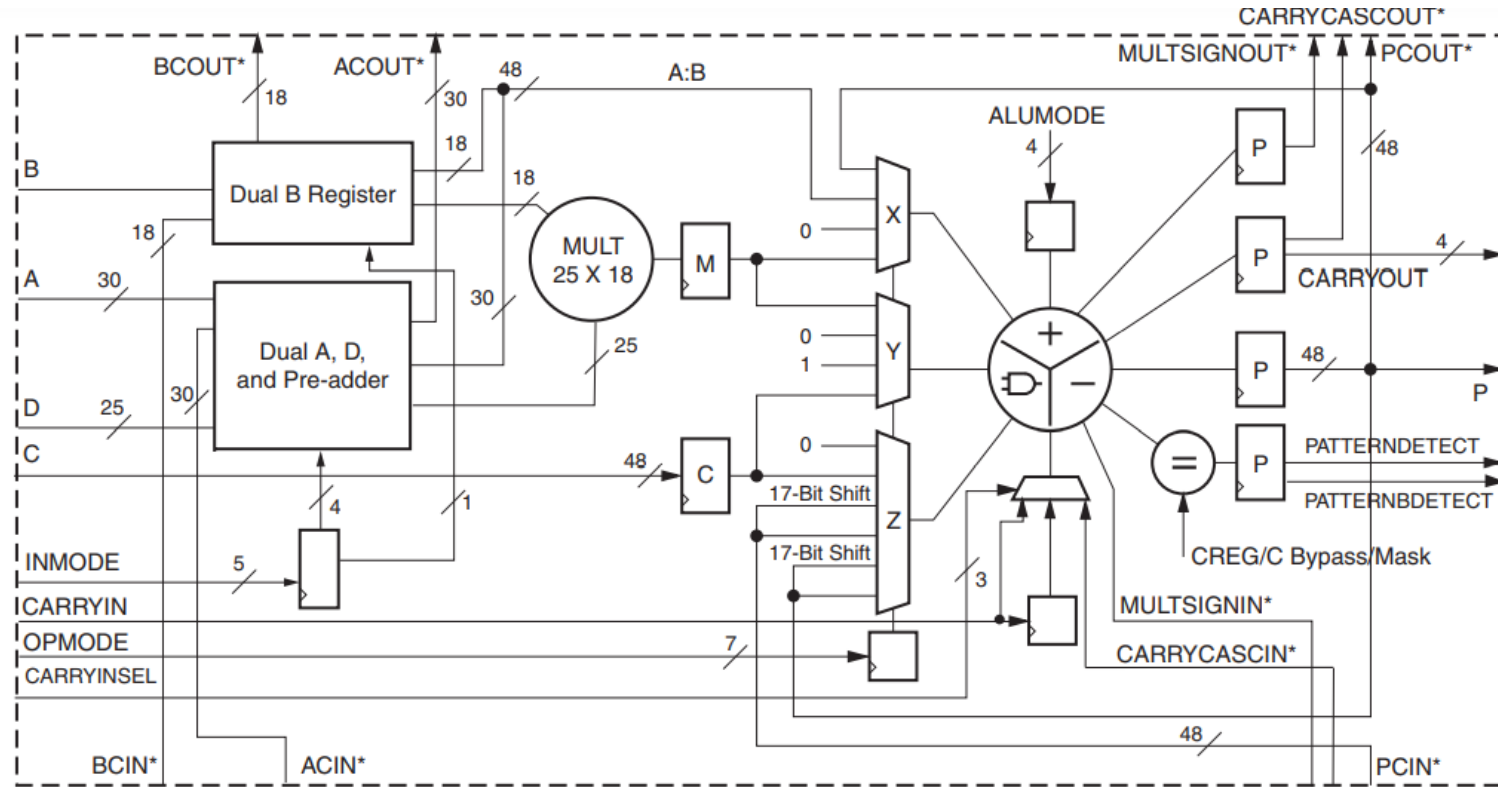 CARRYCASCOUT*
BCOUT*
ACOUT*
48
A:B
MULTSIGNOUT*
PCOUT*
18
30
ALUMODE
4
48
B
Dual B Register
18
18
X
P
18
0
MULT
25 X 18
M
P
4
CARRYOUT
A
30
30
Dual A, D,
and Pre-adder
25
0
1
Y
+
−
P
48
P
D
25
30
C
48
C
0
17-Bit Shift
Z
17-Bit Shift
=
P
PATTERNDETECT
PATTERNBDETECT
4
1
INMODE
5
3
CREG/C Bypass/Mask
CARRYIN
MULTSIGNIN*
OPMODE
7
CARRYCASCIN*
CARRYINSEL
48
BCIN*
ACIN*
PCIN*